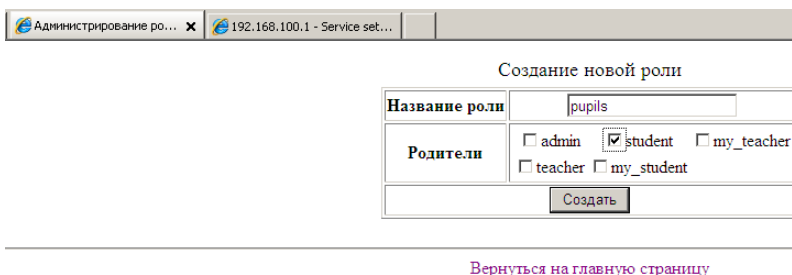 Администрирование ро... 192.168.100.1 - Service set...
Создание новой роли
Название роли pupils
Родители admin student my_teacher
teacher my_student
Создать
Вернуться на главную страницу